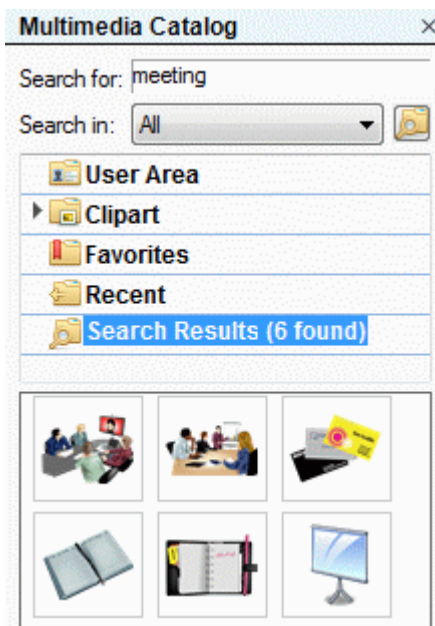 Multimedia Catalog
Search for: meeting
Search in: All
User Area
Clipart
Favorites
Recent
Search Results (6 found)